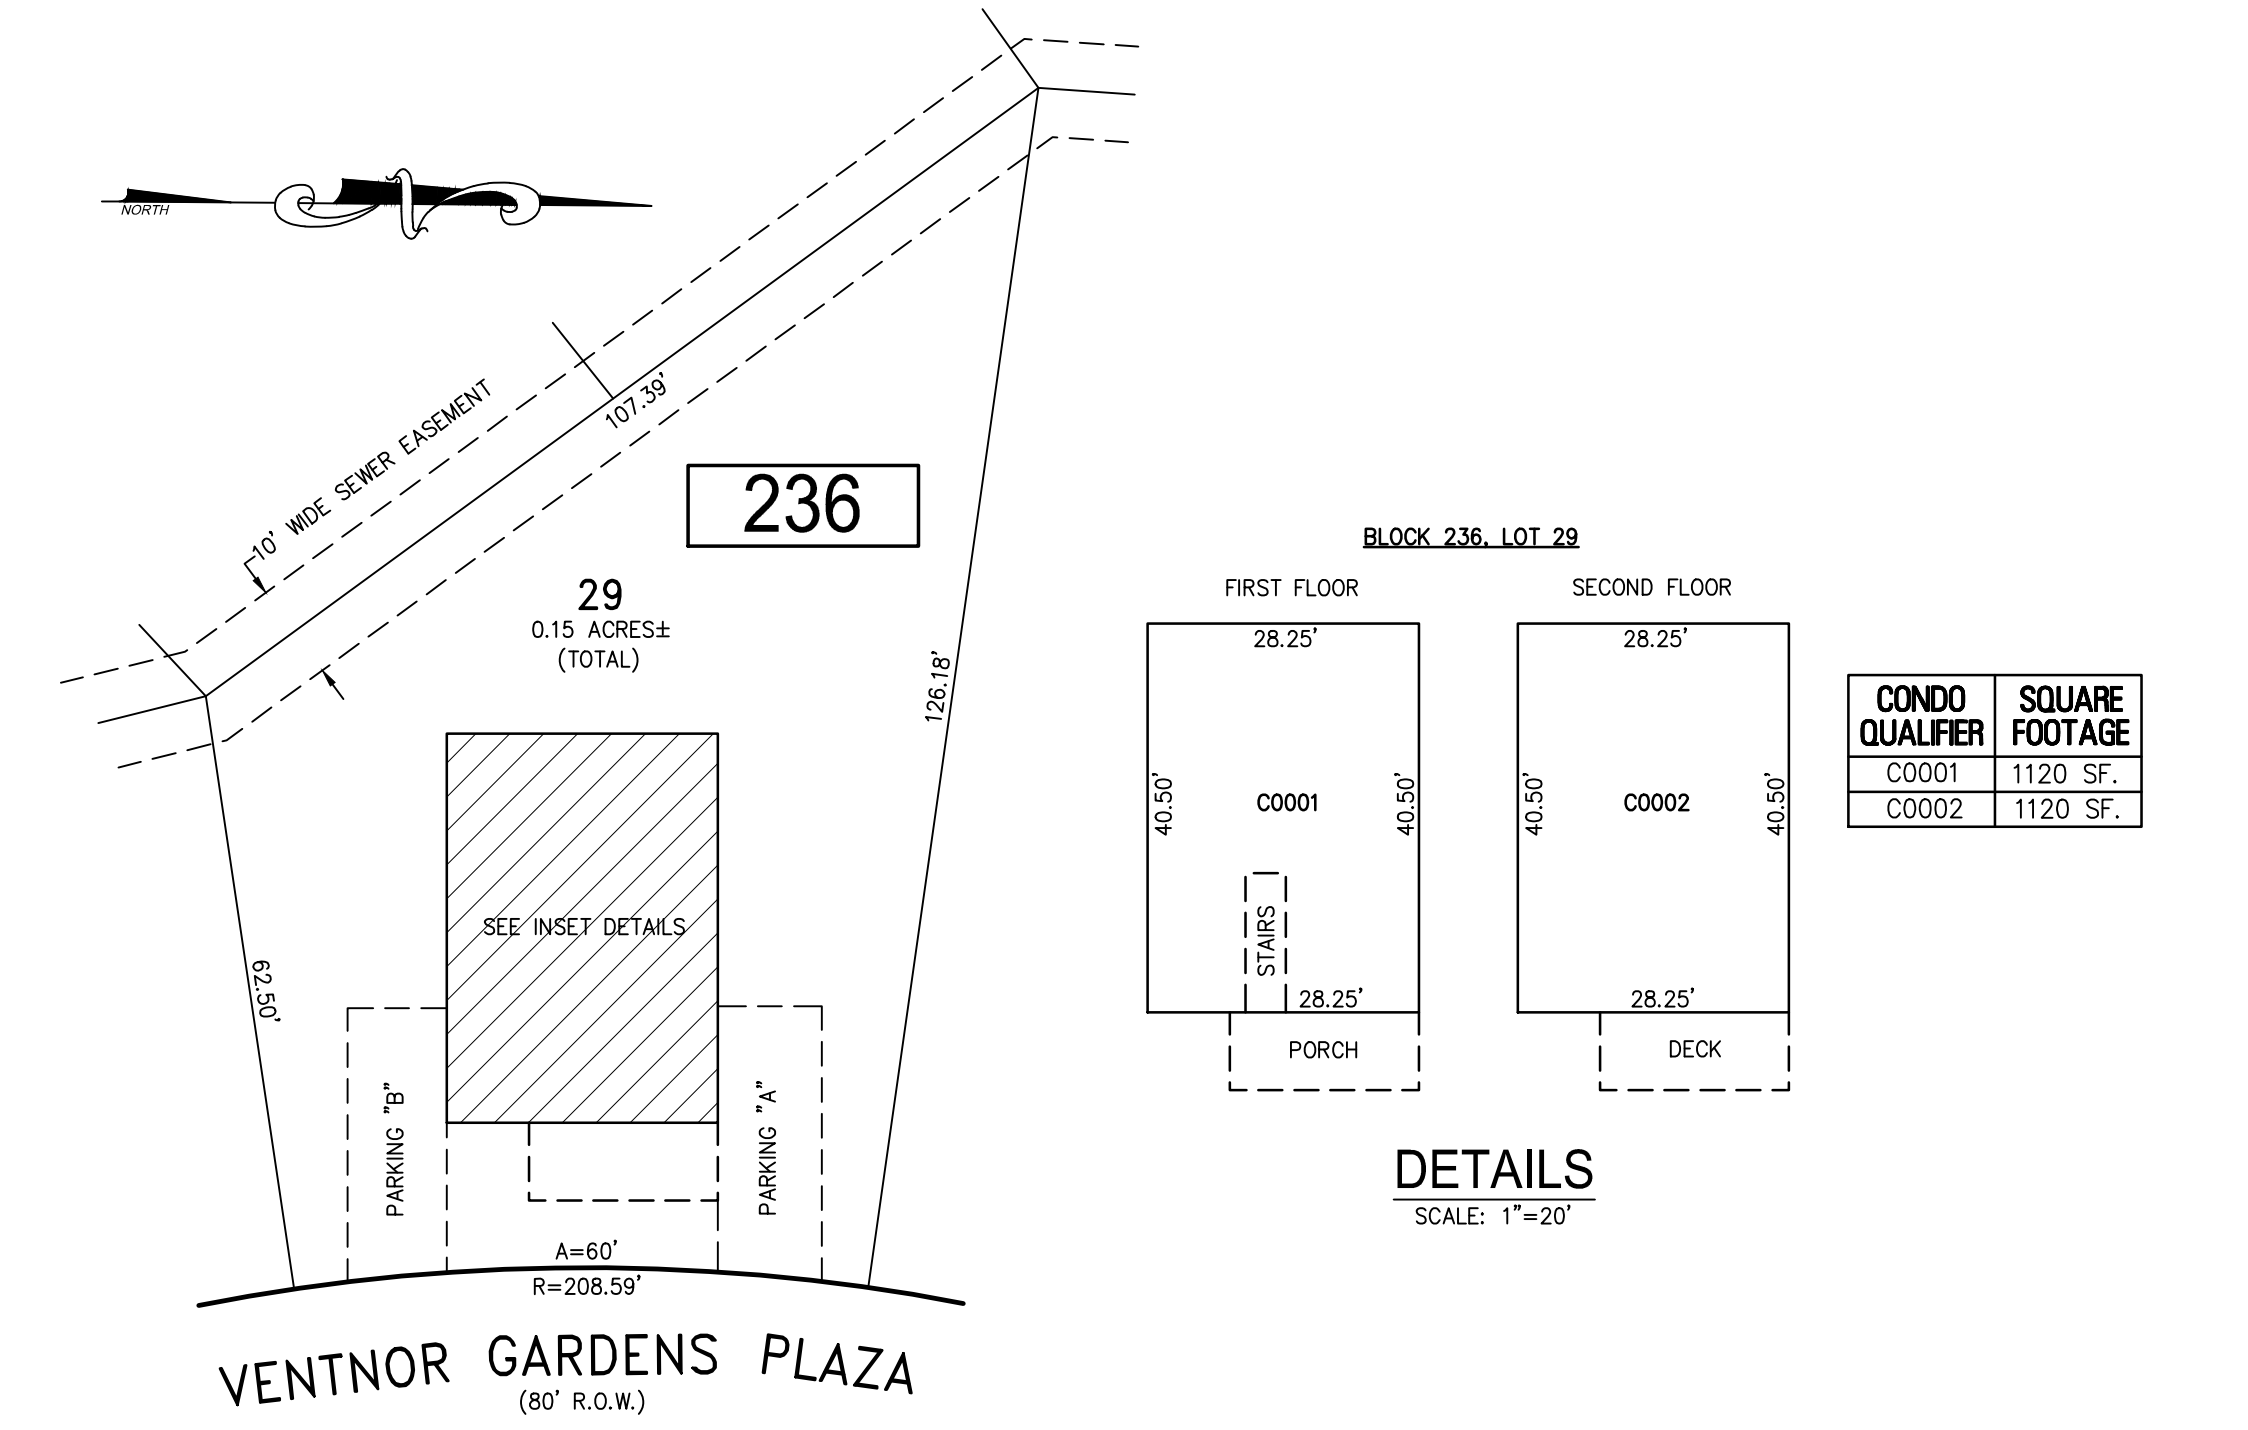 NORTH
10' WIDE SEWER EASEMENT
107.39'
236
29
0.15 ACRES±
(TOTAL)
126.18'
62.50'
SEE INSET DETAILS
PARKING "B"
PARKING "A"
A=60'
R=208.59'
VENTNOR GARDENS PLAZA
(80' R.O.W.)
BLOCK 236, LOT 29
FIRST FLOOR
28.25'
40.50'
C0001
40.50'
STAIRS
28.25'
PORCH
SECOND FLOOR
28.25'
40.50'
C0002
40.50'
28.25'
DECK
DETAILS
SCALE: 1"=20'
CONDO QUALIFIER SQUARE FOOTAGE
C0001 1120 SF.
C0002 1120 SF.